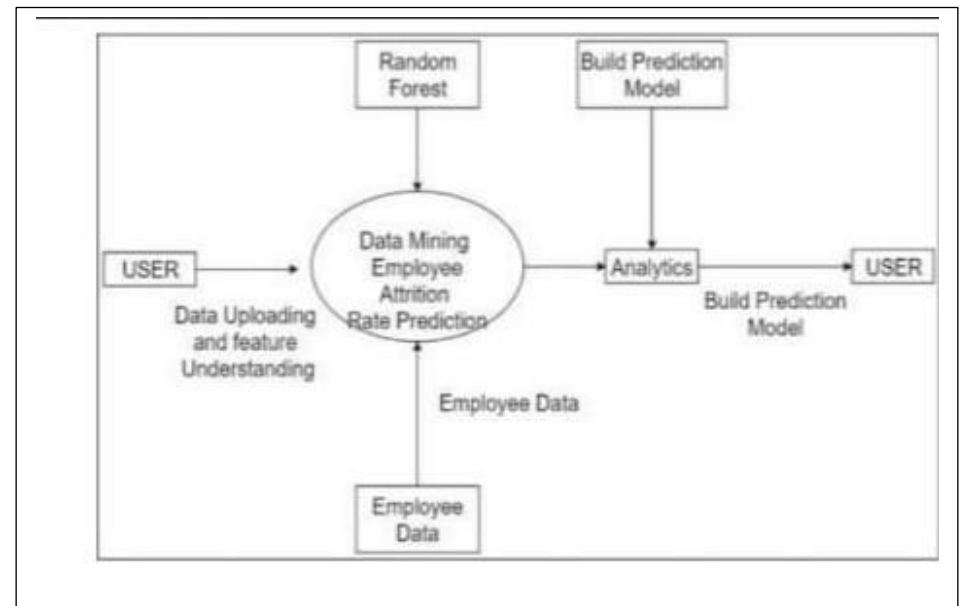 Random
Forest
Build Prediction
Model
Data Mining
Employee
Attrition
Rate Prediction
USER
Analytics
USER
Data Uploading
and feature
Understanding
Build Prediction
Model
Employee Data
Employee
Data